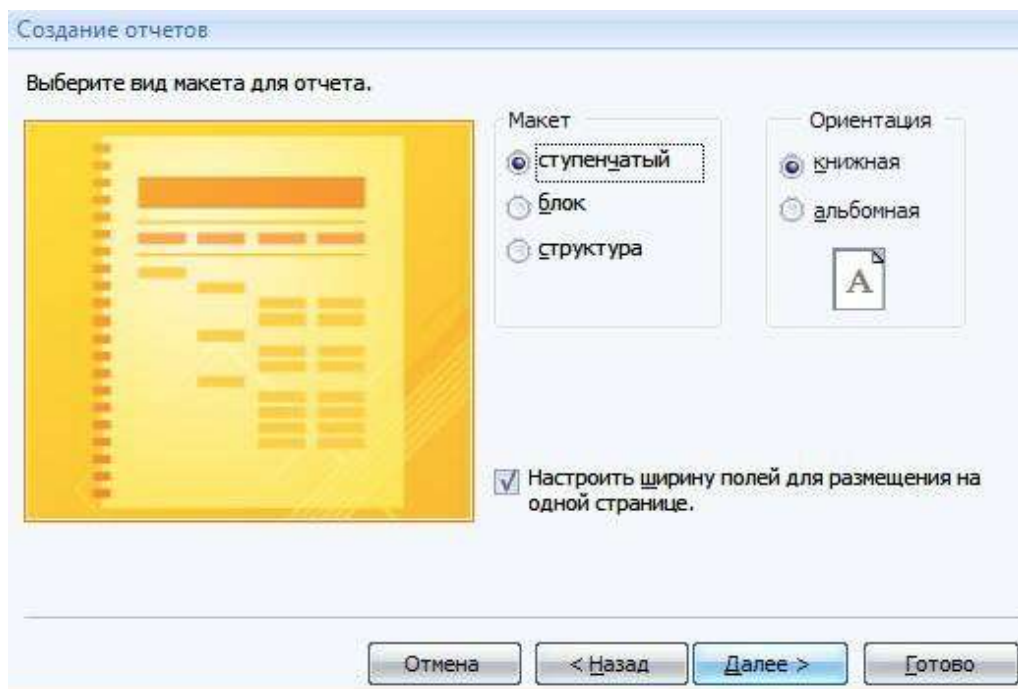 Создание отчетов
Выберите вид макета для отчета.
Макет
ступенчатый
блок
структура
Ориентация
книжная
альбомная
A
Настроить ширину полей для размещения на
одной странице.
Отмена
< Назад
Далее >
Готово